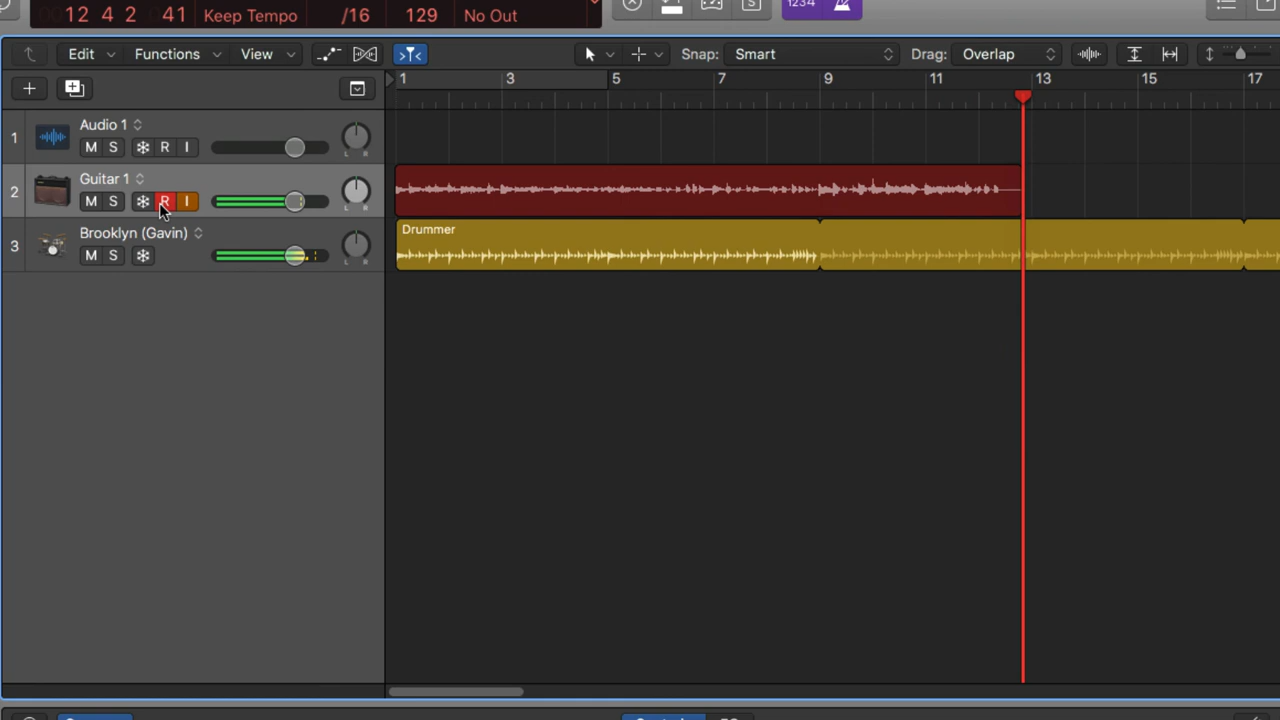 0012 4 2 41 Keep Tempo /16 129 No Out
S 1234
Edit Functions View Snap: Smart Drag: Overlap
1 3 5 7 9 11 13 15 17
1 Audio 1
M S R I L R
2 Guitar 1
M S R I L R
3 Brooklyn (Gavin) Drummer
M S L R